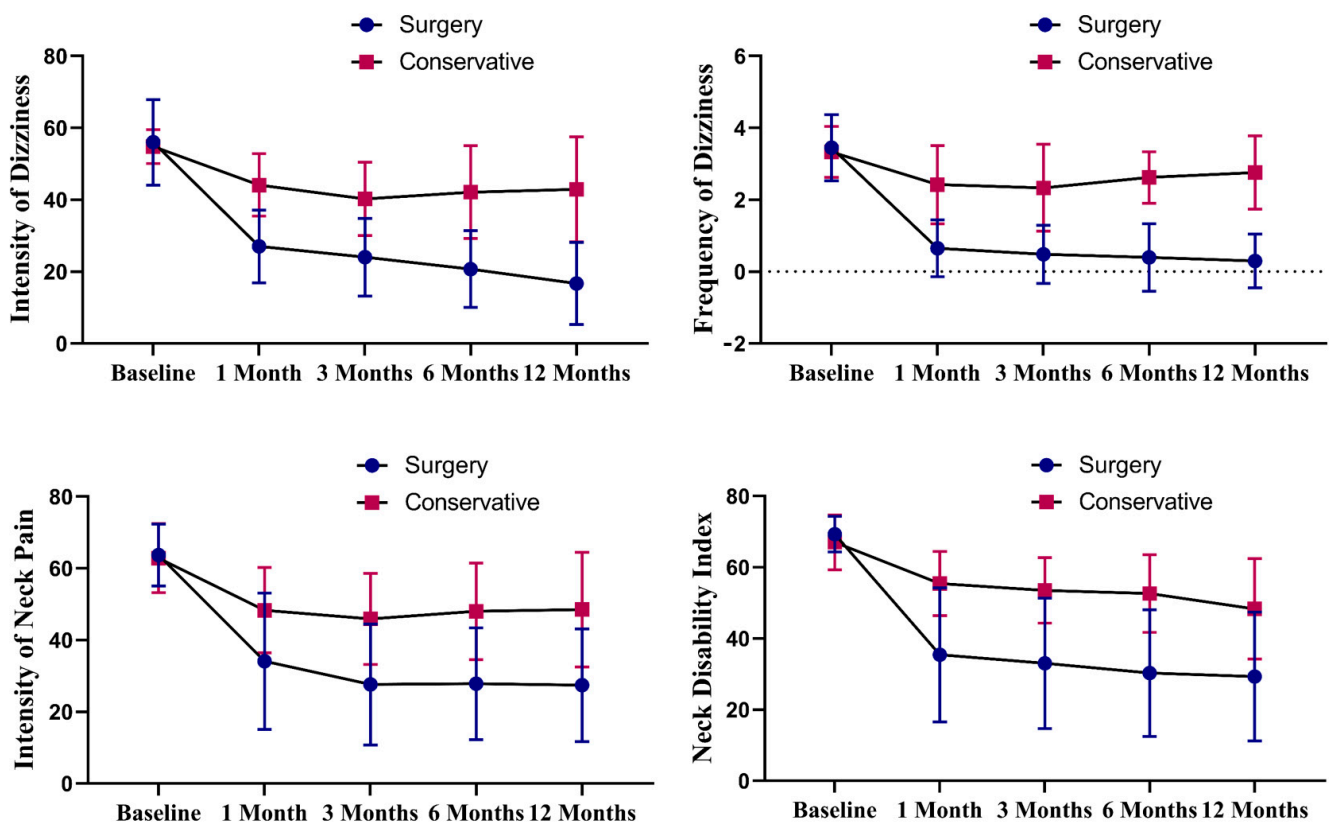 Surgery
Conservative
Intensity of Dizziness
80
60
40
20
0
Baseline 1 Month 3 Months 6 Months 12 Months
Surgery
Conservative
Frequency of Dizziness
6
4
2
0
-2
Baseline 1 Month 3 Months 6 Months 12 Months
Surgery
Conservative
Intensity of Neck Pain
80
60
40
20
0
Baseline 1 Month 3 Months 6 Months 12 Months
Surgery
Conservative
Neck Disability Index
80
60
40
20
0
Baseline 1 Month 3 Months 6 Months 12 Months